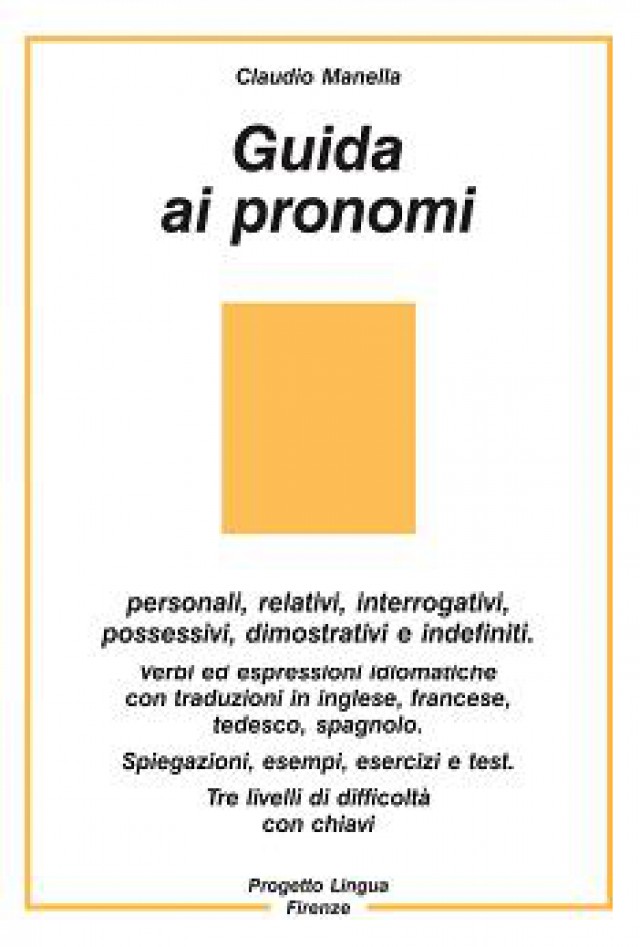 Claudio Manella
Guida
ai pronomi
personali, relativi, interrogativi,
possessivi, dimostrativi e indefiniti.
Verbi ed espressioni idiomatiche
con traduzioni in inglese, francese,
tedesco, spagnolo.
Spiegazioni, esempi, esercizi e test.
Tre livelli di difficoltà
con chiavi
Progetto Lingua
Firenze